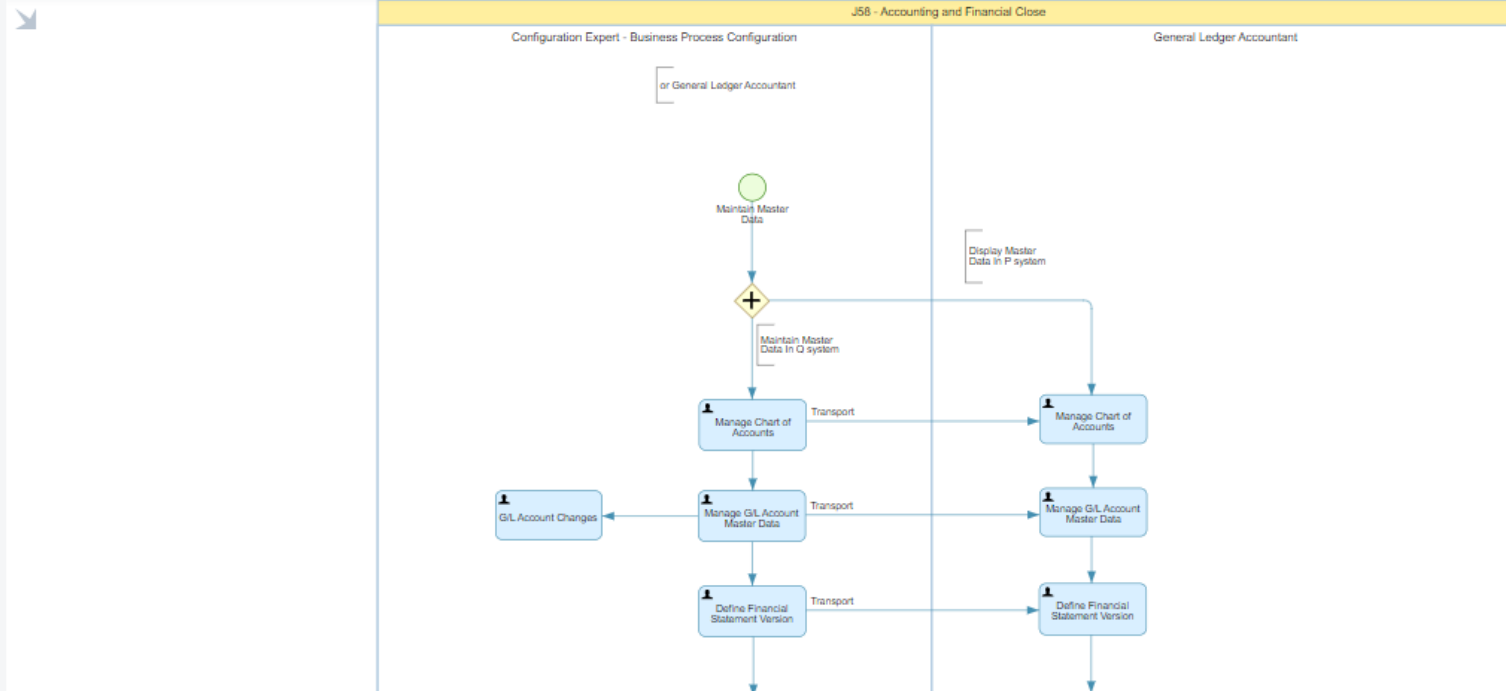 J58 - Accounting and Financial Close
Configuration Expert - Business Process Configuration
General Ledger Accountant
or General Ledger Accountant
Maintain Master
Data
Display Master
Data In P system
Maintain Master
Data In Q system
Manage Chart of
Accounts
Transport
Manage Chart of
Accounts
G/L Account Changes
Manage G/L Account
Master Data
Transport
Manage G/L Account
Master Data
Define Financial
Statement Version
Transport
Define Financial
Statement Version